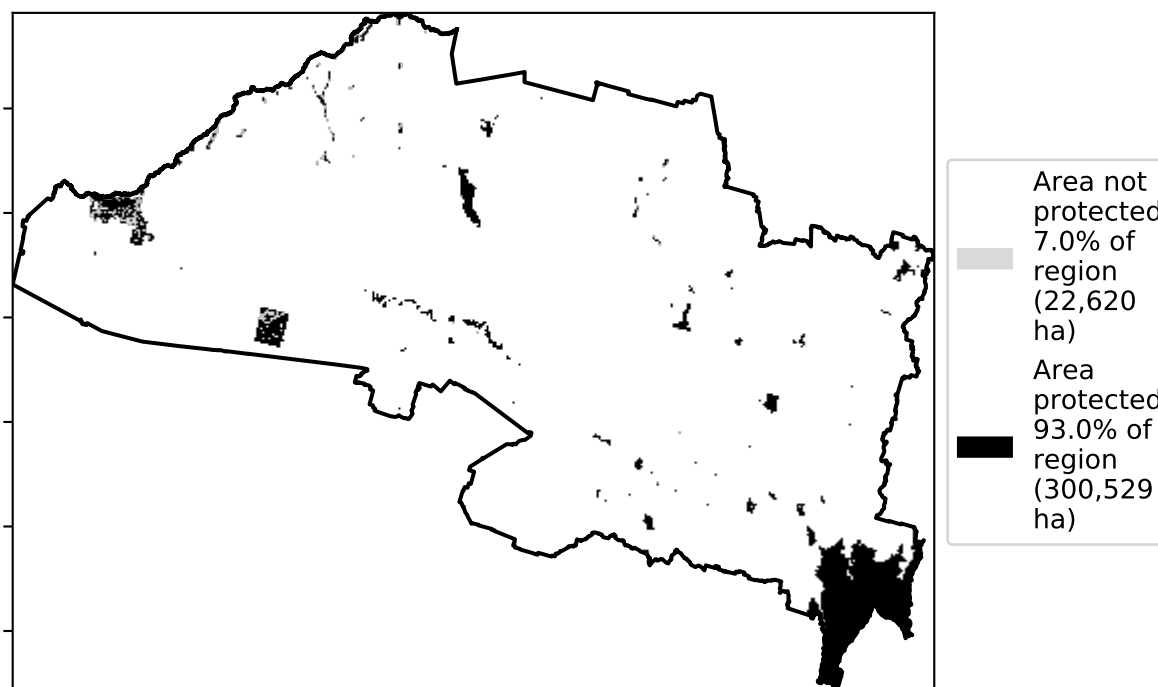 Area not
protected
7.0% of
region
(22,620
ha)
Area
protected
93.0% of
region
(300,529
ha)